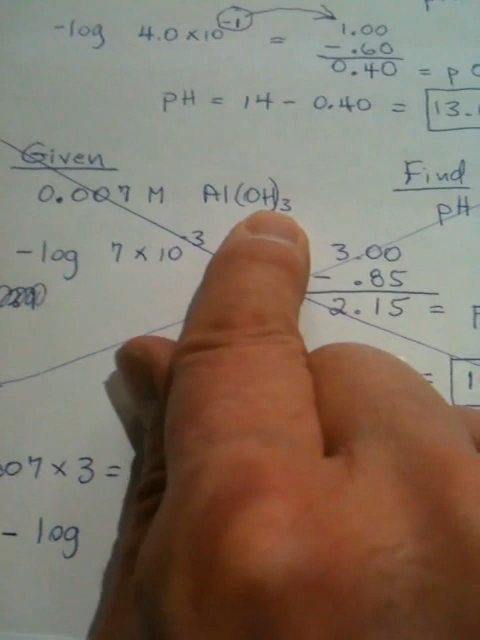 -log 4.0 x 10⁻¹ = 1.00
- .60
0.40 = p
pH = 14 - 0.40 = 13.
Given
Find
0.007 M Al(OH)₃
pH
-log 7 x 10⁻³
3.00
- .85
2.15 =
= 1
07 x 3 =
- log